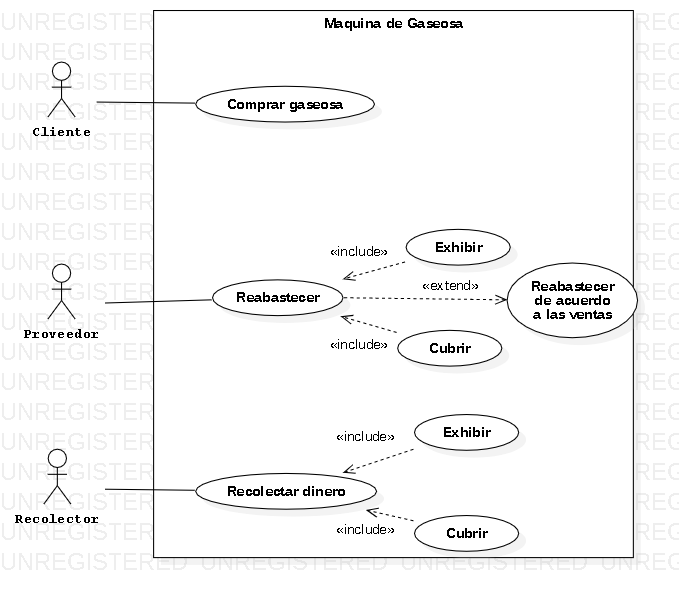 Maquina de Gaseosa
Comprar gaseosa
Cliente
Exhibir
«include»
«extend»
Reabastecer
Reabastecer
de acuerdo
a las ventas
Proveedor
«include»
Cubrir
Exhibir
«include»
Recolectar dinero
Recolector
«include»
Cubrir
UNREGISTERED UNREGISTERED UNREGISTERED UNREGISTERED